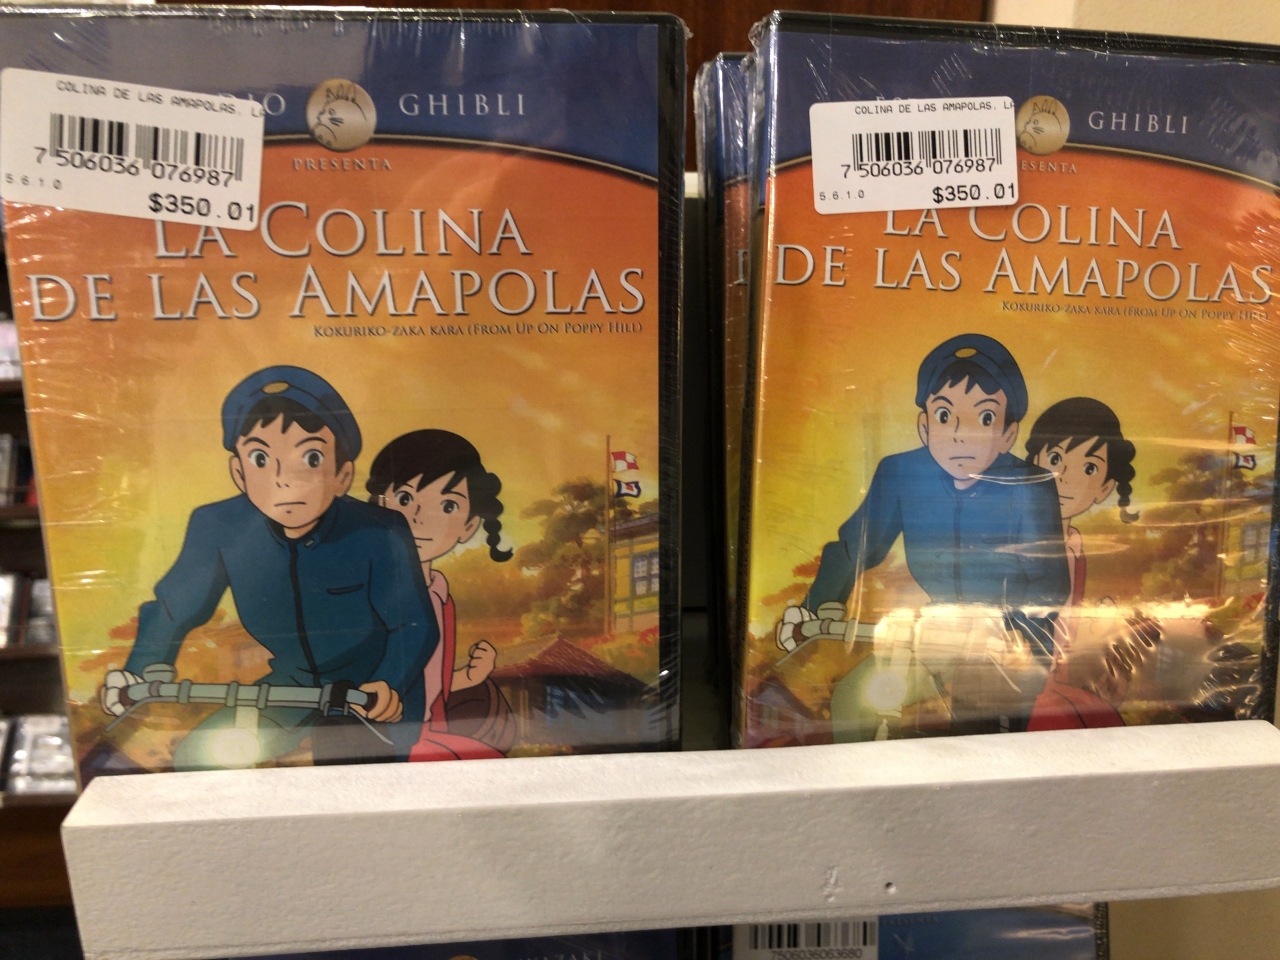 COLINA DE LAS AMAPOLAS. LA
7 506036 076987
5.6.1.0
$350.01
GHIBLI
PRESENTA
LA COLINA
DE LAS AMAPOLAS
KOKURIKO-ZAKA KARA (FROM UP ON POPPY HILL)
COLINA DE LAS AMAPOLAS. LA
7 506036 076987
5.6.1.0
$350.01
GHIBLI
LA COLINA
DE LAS AMAPOLAS
KOKURIKO-ZAKA KARA (FROM UP ON POPPY HILL)
7506036063680